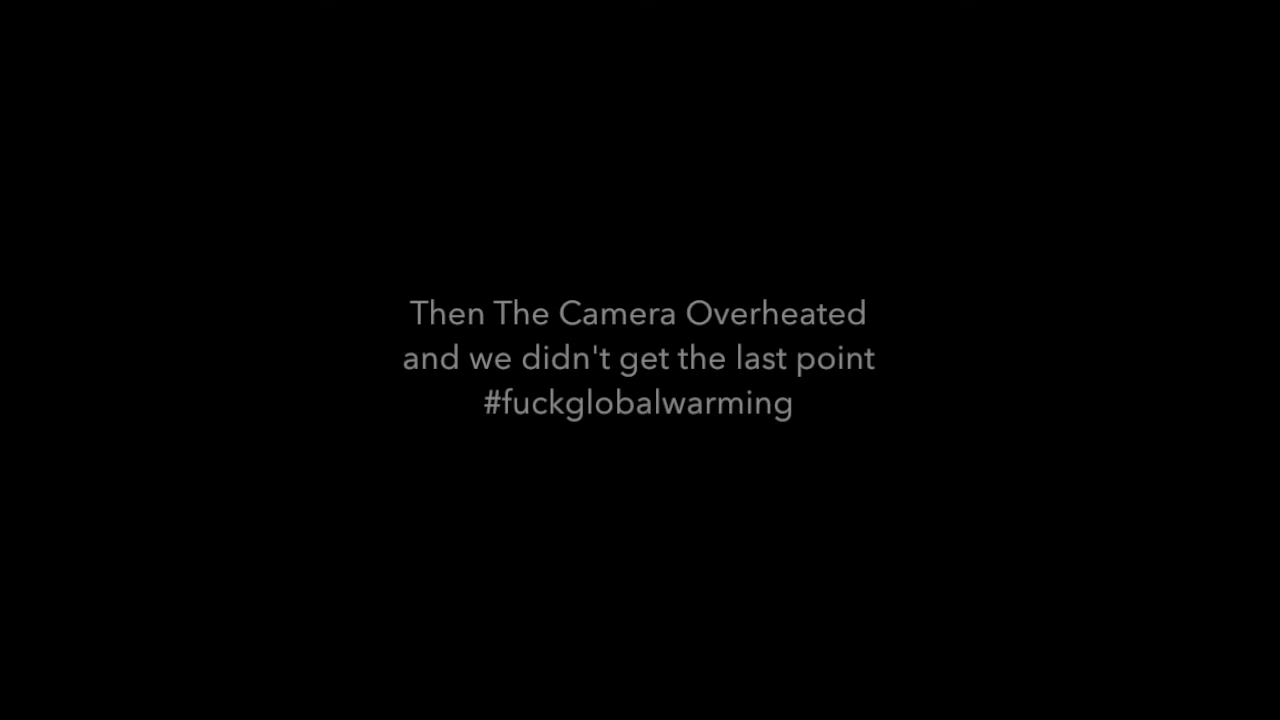 Then The Camera Overheated
and we didn't get the last point
#fuckglobalwarming